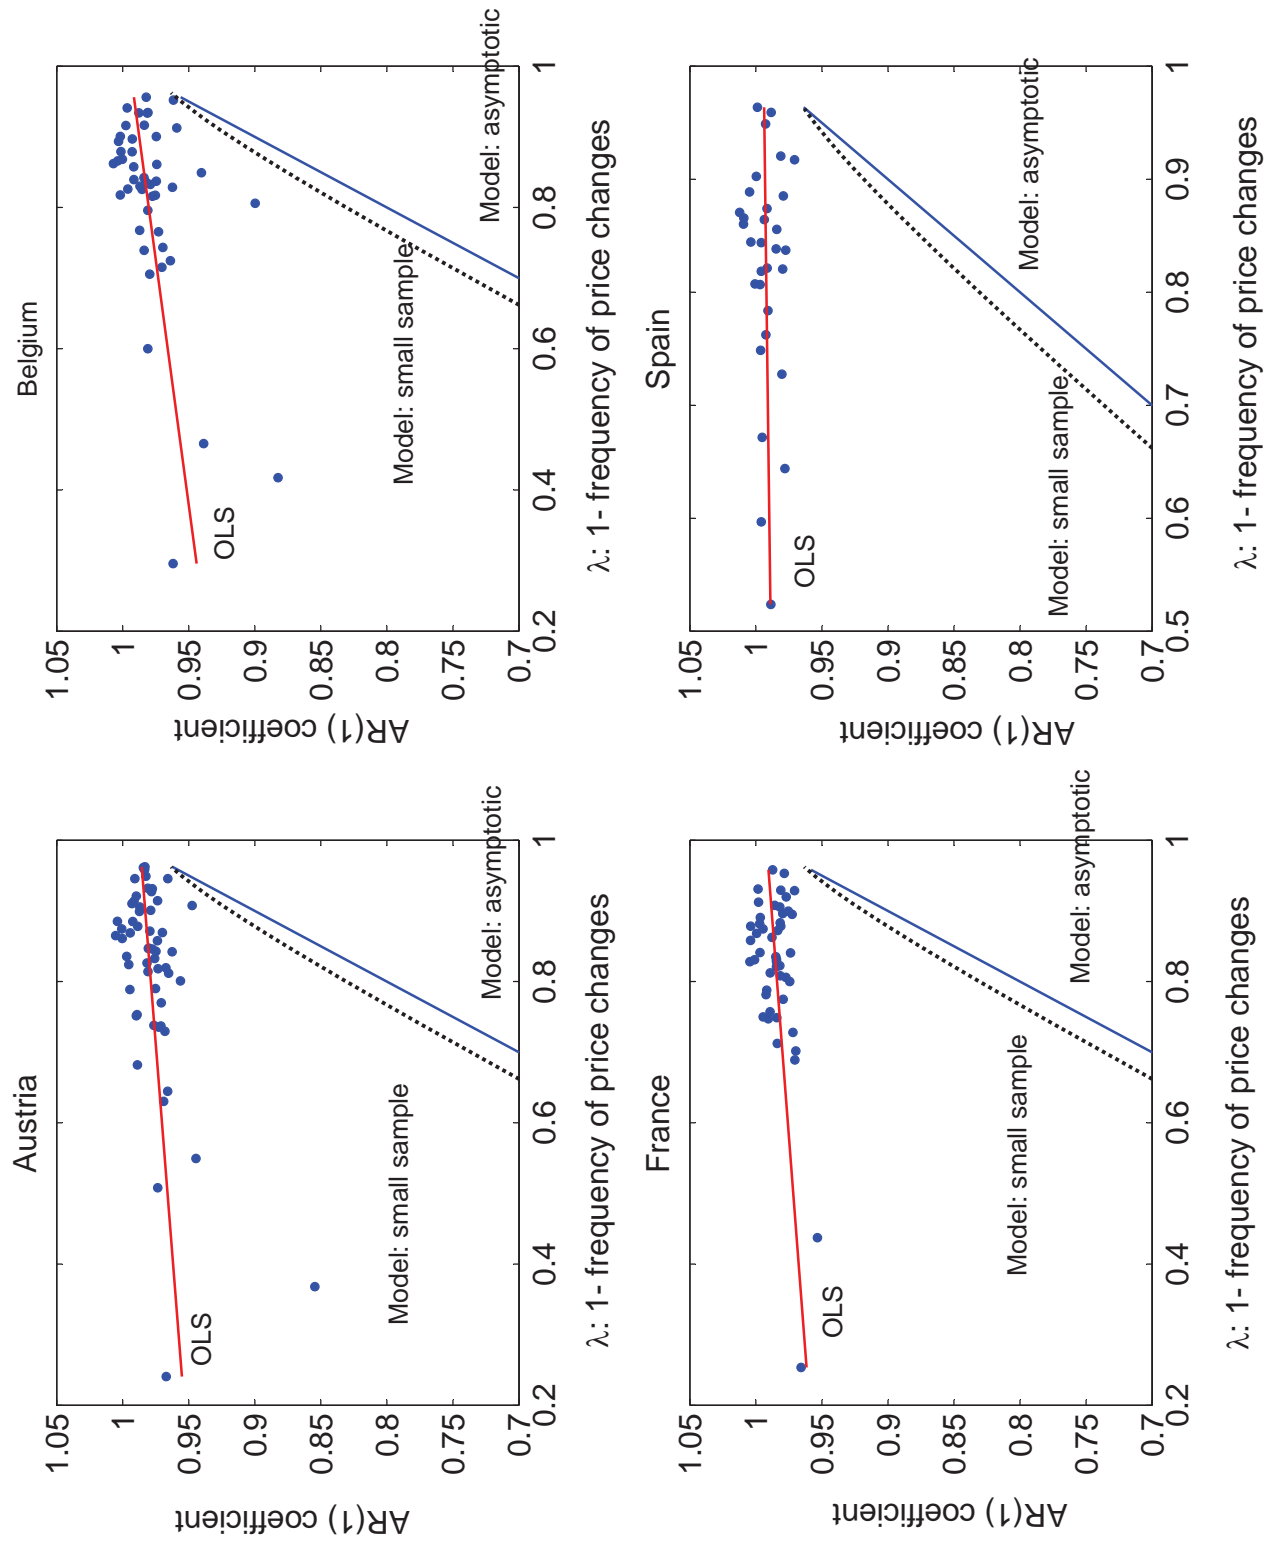 Austria
1.05
1
0.95
0.9
0.85
0.8
0.75
0.7
AR(1) coefficient
0.2
0.4
0.6
0.8
1
λ: 1- frequency of price changes
OLS
Model: small sample
Model: asymptotic
Belgium
1.05
1
0.95
0.9
0.85
0.8
0.75
0.7
AR(1) coefficient
0.2
0.4
0.6
0.8
1
λ: 1- frequency of price changes
OLS
Model: small sample
Model: asymptotic
France
1.05
1
0.95
0.9
0.85
0.8
0.75
0.7
AR(1) coefficient
0.2
0.4
0.6
0.8
1
λ: 1- frequency of price changes
OLS
Model: small sample
Model: asymptotic
Spain
1.05
1
0.95
0.9
0.85
0.8
0.75
0.7
AR(1) coefficient
0.5
0.6
0.7
0.8
0.9
1
λ: 1- frequency of price changes
OLS
Model: small sample
Model: asymptotic